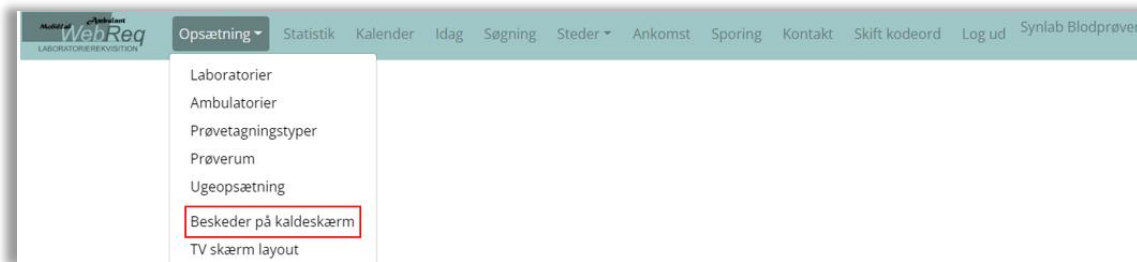 Ambulant
WebReq
LABORATORIEREKVISITION
Opsætning Statistik Kalender Idag Søgning Steder Ankomst Sporing Kontakt Skift kodeord Log ud Synlab Blodprøver
Laboratorier
Ambulatorier
Prøvetagningstyper
Prøverum
Ugeopsætning
Beskeder på kaldeskærm
TV skærm layout